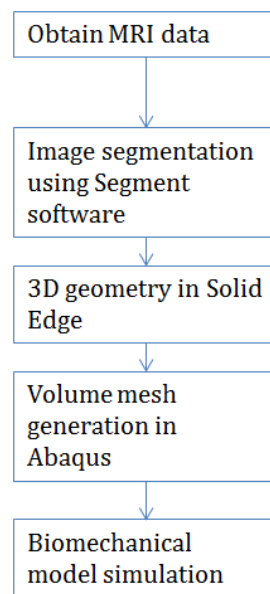 Obtain MRI data
Image segmentation
using Segment
software
3D geometry in Solid
Edge
Volume mesh
generation in
Abaqus
Biomechanical
model simulation